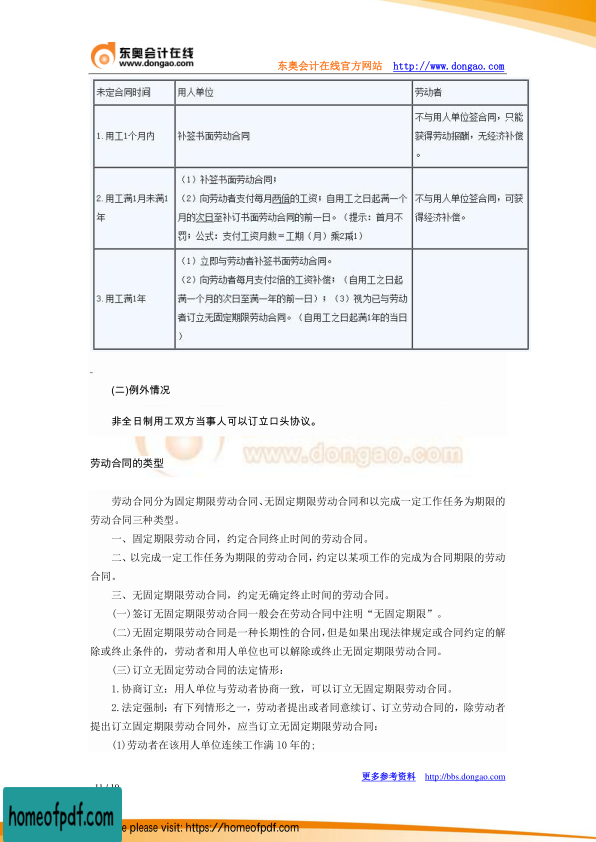 东奥会计在线
www.dongao.com
东奥会计在线官方网站 http://www.dongao.com
未定合同时间 用人单位 劳动者
1.用工1个月内 补签书面劳动合同 不与用人单位签合同，只能
获得劳动报酬，无经济补偿
。
2.用工满1月未满1
年
（1）补签书面劳动合同；
（2）向劳动者支付每月两倍的工资；自用工之日起满一个
月的次日至补订书面劳动合同的前一日。（提示：首月不
罚；公式：支付工资月数＝工期（月）乘2减1）
不与用人单位签合同，可获
得经济补偿。
3.用工满1年
（1）立即与劳动者补签书面劳动合同。
（2）向劳动者每月支付2倍的工资补偿；（自用工之日起
满一个月的次日至满一年的前一日）；（3）视为已与劳动
者订立无固定期限劳动合同。（自用工之日起满1年的当日
）
(二)例外情况
非全日制用工双方当事人可以订立口头协议。
www.dongao.com
劳动合同的类型
劳动合同分为固定期限劳动合同、无固定期限劳动合同和以完成一定工作任务为期限的
劳动合同三种类型。
一、固定期限劳动合同，约定合同终止时间的劳动合同。
二、以完成一定工作任务为期限的劳动合同，约定以某项工作的完成为合同期限的劳动
合同。
三、无固定期限劳动合同，约定无确定终止时间的劳动合同。
(一)签订无固定期限劳动合同一般会在劳动合同中注明“无固定期限”。
(二)无固定期限劳动合同是一种长期性的合同,但是如果出现法律规定或合同约定的解
除或终止条件的，劳动者和用人单位也可以解除或终止无固定期限劳动合同。
(三)订立无固定劳动合同的法定情形：
1.协商订立：用人单位与劳动者协商一致，可以订立无固定期限劳动合同。
2.法定强制：有下列情形之一，劳动者提出或者同意续订、订立劳动合同的，除劳动者
提出订立固定期限劳动合同外，应当订立无固定期限劳动合同：
(1)劳动者在该用人单位连续工作满10年的;
更多参考资料 http://bbs.dongao.com
11 / 19
homeofpdf.com
e please visit: https://homeofpdf.com